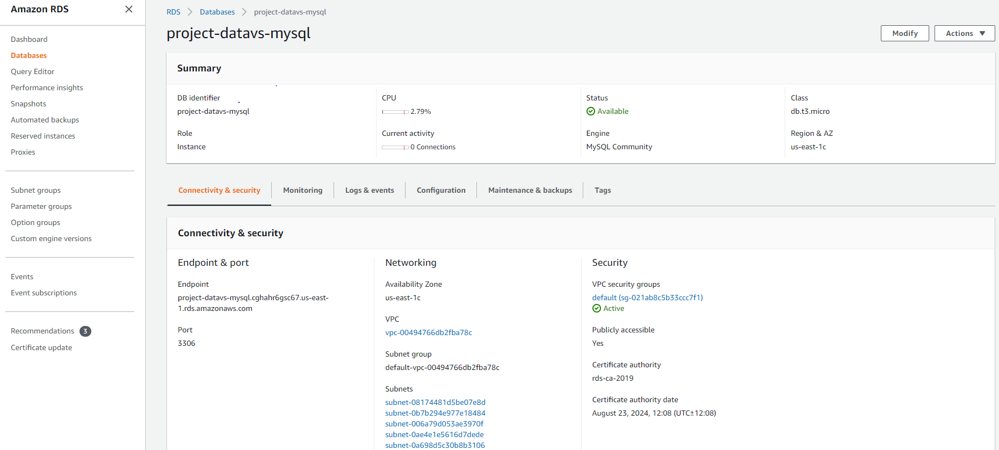 Amazon RDS
Dashboard
Databases
Query Editor
Performance insights
Snapshots
Automated backups
Reserved instances
Proxies
Subnet groups
Parameter groups
Option groups
Custom engine versions
Events
Event subscriptions
Recommendations 3
Certificate update
RDS > Databases > project-datavs-mysql
project-datavs-mysql
Modify
Actions
Summary
DB identifier
project-datavs-mysql
Role
Instance
CPU
2.79%
Current activity
0 Connections
Status
Available
Engine
MySQL Community
Class
db.t3.micro
Region & AZ
us-east-1c
Connectivity & security
Monitoring
Logs & events
Configuration
Maintenance & backups
Tags
Connectivity & security
Endpoint & port
Endpoint
project-datavs-mysql.cghahr6gsc67.us-east-
1.rds.amazonaws.com
Port
3306
Networking
Availability Zone
us-east-1c
VPC
vpc-00494766db2fba78c
Subnet group
default-vpc-00494766db2fba78c
Subnets
subnet-08174481d5be07e8d
subnet-0b7b294e977e18484
subnet-006a79d053ae3970f
subnet-0ae4e1e5616d7dede
subnet-0a698d5c30b8b3106
Security
VPC security groups
default (sg-021ab8c5b33ccc7f1)
Active
Publicly accessible
Yes
Certificate authority
rds-ca-2019
Certificate authority date
August 23, 2024, 12:08 (UTC±12:08)